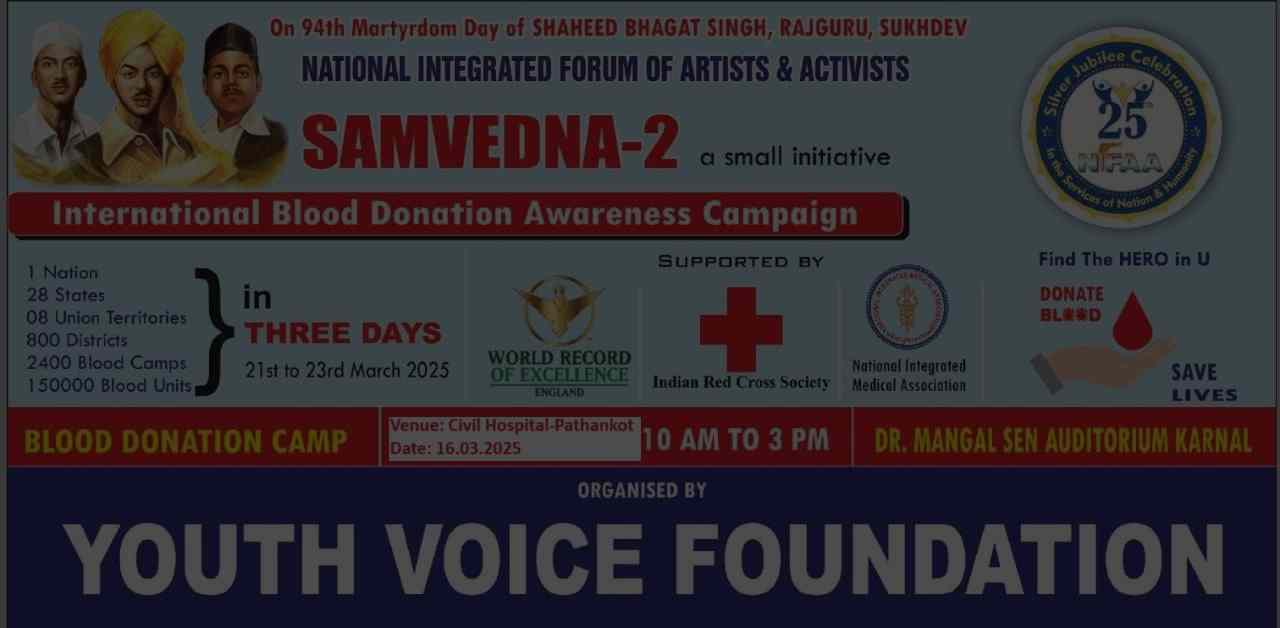 On 94th Martyrdom Day of SHAHEED BHAGAT SINGH, RAJGURU, SUKHDEV
NATIONAL INTEGRATED FORUM OF ARTISTS & ACTIVISTS
SAMVEDNA-2 a small initiative
International Blood Donation Awareness Campaign
Silver Jubilee Celebration
25
NIFAA
In the Services of Nation & Humanity
Find The HERO in U
1 Nation
28 States
08 Union Territories
800 Districts
2400 Blood Camps
150000 Blood Units
in
THREE DAYS
21st to 23rd March 2025
SUPPORTED BY
WORLD RECORD
OF EXCELLENCE
ENGLAND
Indian Red Cross Society
National Integrated
Medical Association
DONATE
BLOOD
SAVE
LIVES
BLOOD DONATION CAMP
Venue: Civil Hospital-Pathankot
Date: 16.03.2025
10 AM TO 3 PM
DR. MANGAL SEN AUDITORIUM KARNAL
ORGANISED BY
YOUTH VOICE FOUNDATION